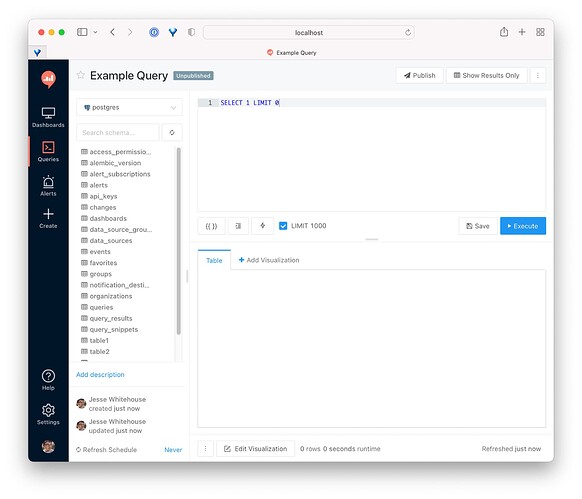 localhost
Example Query
Example Query Unpublished
Publish
Show Results Only
Dashboards
Queries
Alerts
Create
Help
Settings
postgres
Search schema...
access_permissio...
alembic_version
alert_subscriptions
alerts
api_keys
changes
dashboards
data_source_grou...
data_sources
events
favorites
groups
notification_desti...
organizations
queries
query_results
query_snippets
table1
table2
Add description
Jesse Whitehouse
created just now
Jesse Whitehouse
updated just now
Refresh Schedule Never
1 SELECT 1 LIMIT 0
{{ }} LIMIT 1000 Save Execute
Table + Add Visualization
Edit Visualization 0 rows 0 seconds runtime Refreshed just now